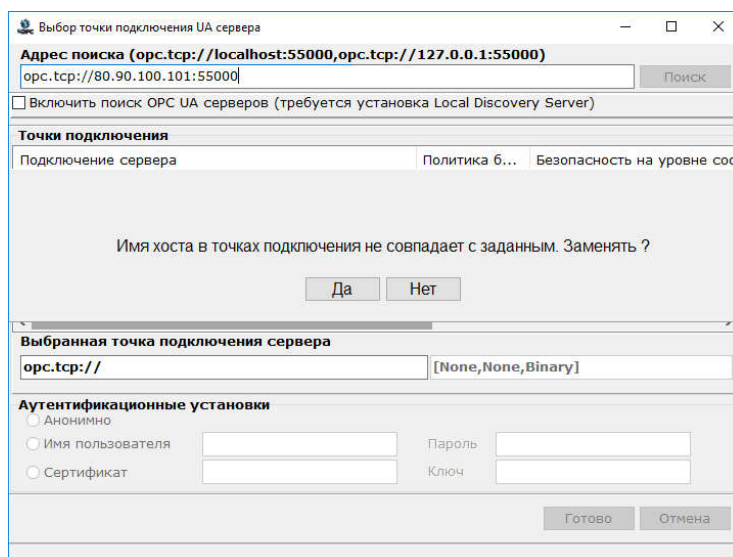 Выбор точки подключения UA сервера
Адрес поиска (opc.tcp://localhost:55000,opc.tcp://127.0.0.1:55000)
opc.tcp://80.90.100.101:55000
Поиск
Включить поиск OPC UA серверов (требуется установка Local Discovery Server)
Точки подключения
Подключение сервера Политика б... Безопасность на уровне соо
Имя хоста в точках подключения не совпадает с заданным. Заменять ?
Да Нет
Выбранная точка подключения сервера
opc.tcp:// [None,None,Binary]
Аутентификационные установки
Анонимно
Имя пользователя Пароль
Сертификат Ключ
Готово Отмена